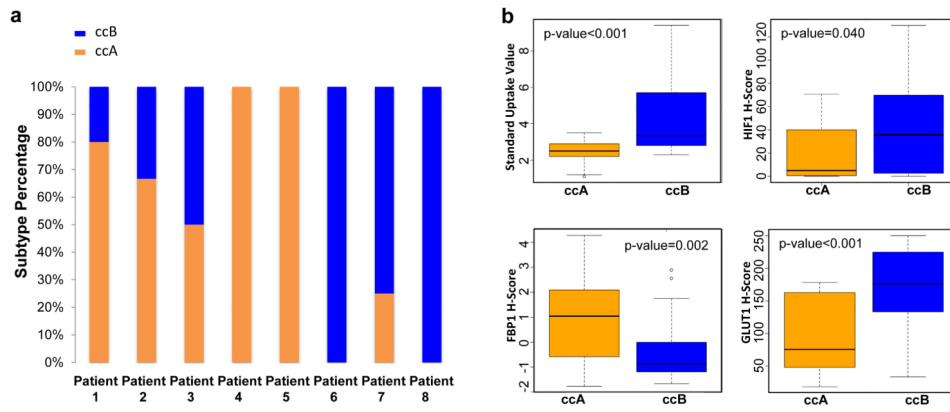 a
ccB
ccA
Subtype Percentage
100%
90%
80%
70%
60%
50%
40%
30%
20%
10%
0%
Patient 1
Patient 2
Patient 3
Patient 4
Patient 5
Patient 6
Patient 7
Patient 8
b
Standard Uptake Value
8
6
4
2
p-value<0.001
ccA
ccB
HIF1 H-Score
120
80
60
40
20
0
p-value=0.040
ccA
ccB
FBP1 H-Score
4
3
2
1
0
-1
-2
p-value=0.002
ccA
ccB
GLUT1 H-Score
250
200
150
100
50
p-value<0.001
ccA
ccB